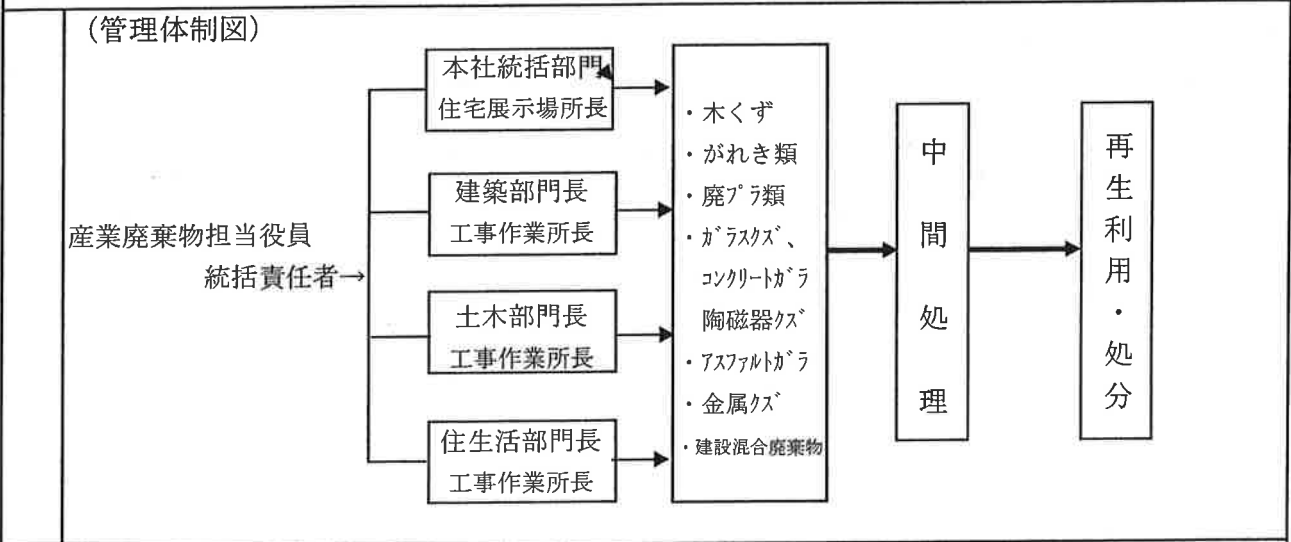 （管理体制図）
産業廃棄物担当役員
統括責任者→
本社統括部門
住宅展示場所長
建築部門長
工事作業所長
土木部門長
工事作業所長
住生活部門長
工事作業所長
・木くず
・がれき類
・廃ﾌﾟﾗ類
・ｶﾞﾗｽｸｽﾞ、
ｺﾝｸﾘｰﾄｶﾞﾗ
陶磁器ｸｽﾞ
・ｱｽﾌｧﾙﾄｶﾞﾗ
・金属ｸｽﾞ
・建設混合廃棄物
中間処理
再生利用・処分